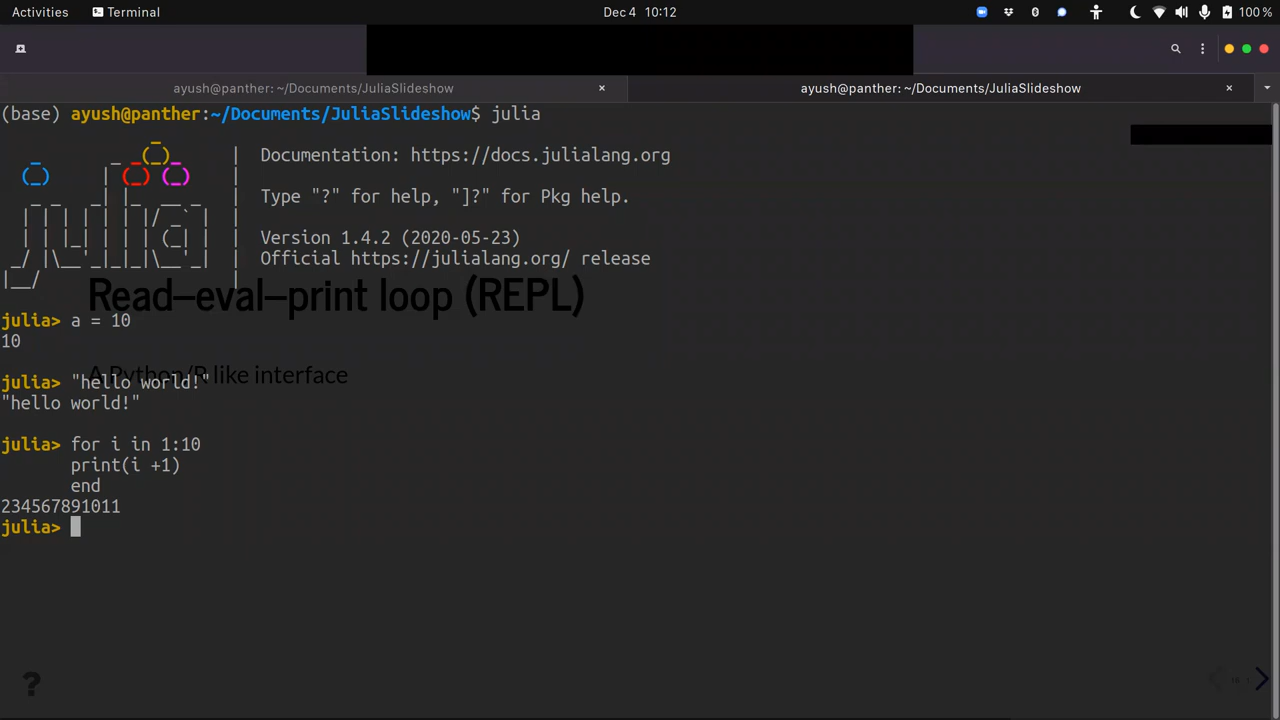 Activities Terminal Dec 4 10:12 100 %
ayush@panther: ~/Documents/JuliaSlideshow × ayush@panther: ~/Documents/JuliaSlideshow ×
(base) ayush@panther:~/Documents/JuliaSlideshow$ julia
Documentation: https://docs.julialang.org
Type "?" for help, "]?" for Pkg help.
Version 1.4.2 (2020-05-23)
Official https://julialang.org/ release
Read–eval–print loop (REPL)
julia> a = 10
10
A Python/R like interface
julia> "hello world!"
"hello world!"
julia> for i in 1:10
print(i +1)
end
234567891011
julia>
?